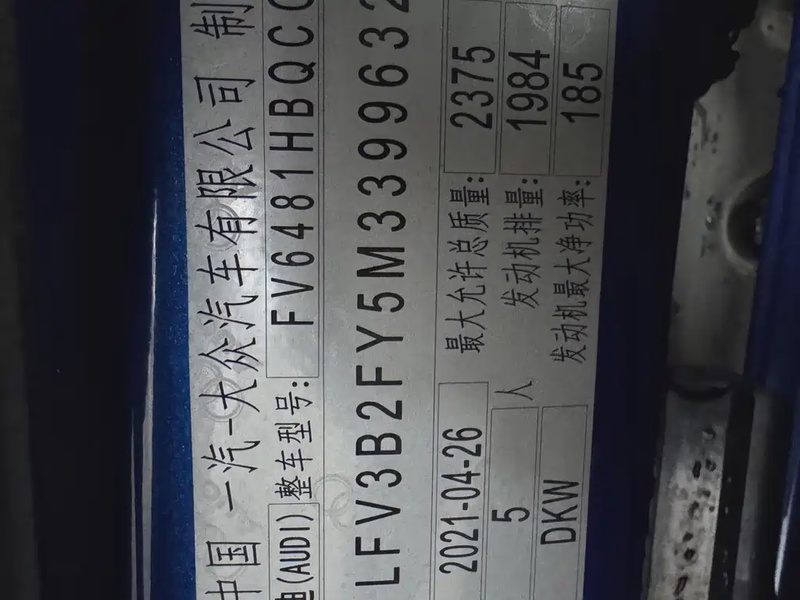 中国 一汽-大众汽车有限公司 制
迪(AUDI) 整车型号: FV6481HBQCC
LFV3B2FY5M3399632
2021-04-26 最大允许总质量: 2375
5 人 发动机排量: 1984
DKW 发动机最大净功率: 185